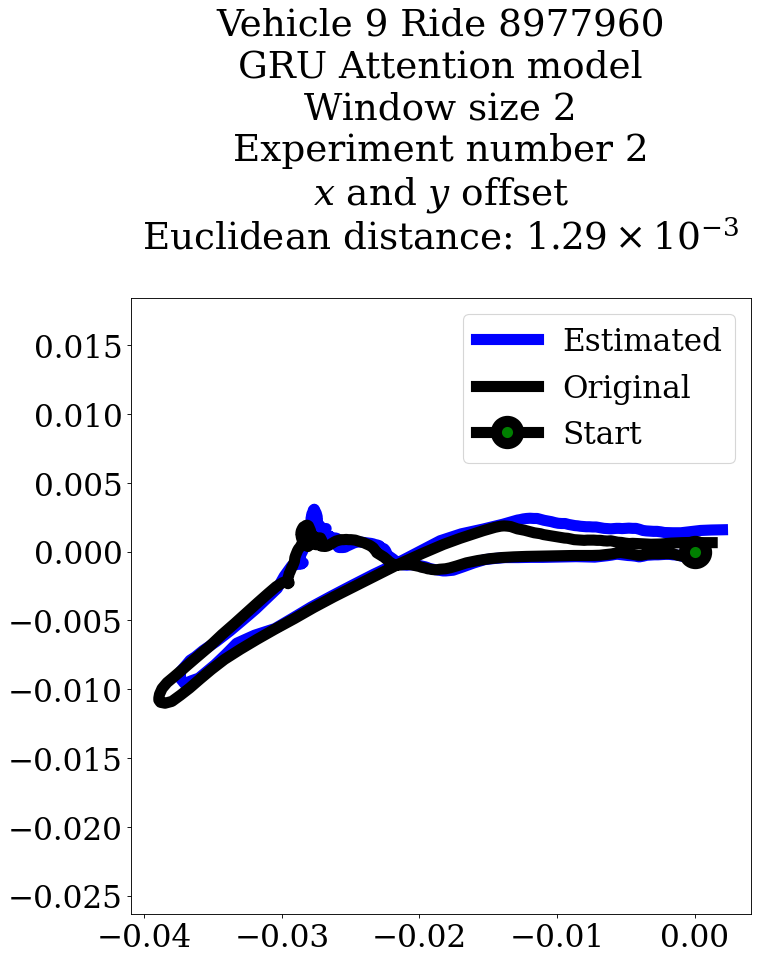 Vehicle 9 Ride 8977960
GRU Attention model
Window size 2
Experiment number 2
x and y offset
Euclidean distance: 1.29 × 10⁻³
Estimated
Original
Start
0.015
0.010
0.005
0.000
−0.005
−0.010
−0.015
−0.020
−0.025
−0.04 −0.03 −0.02 −0.01 0.00